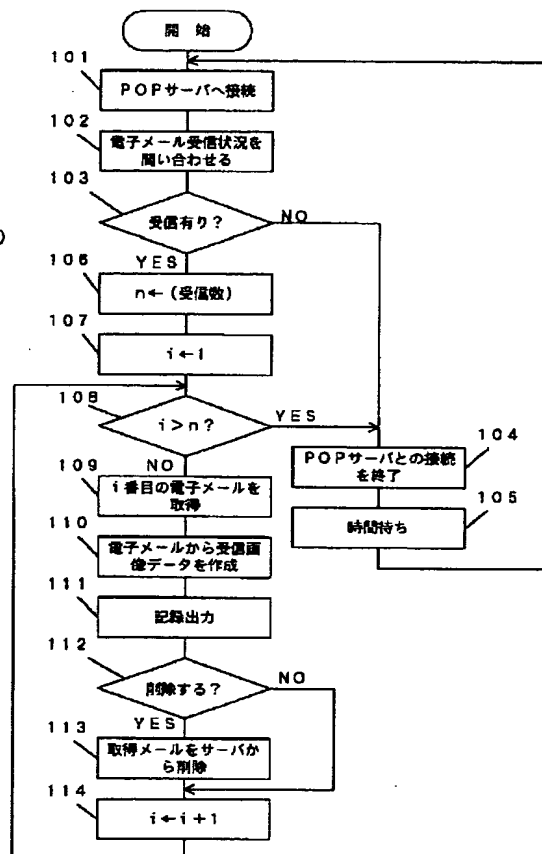 開 始
101
POPサーバへ接続
102
電子メール受信状況を
問い合わせる
103
受信有り?
NO
106
YES
n←(受信数)
107
i←1
108
i>n?
YES
104
POPサーバとの接続
を終了
105
時間待ち
109
NO
i番目の電子メールを
取得
110
電子メールから受信画
像データを作成
111
記録出力
112
削除する?
NO
113
YES
取得メールをサーバか
ら削除
114
i←i+1